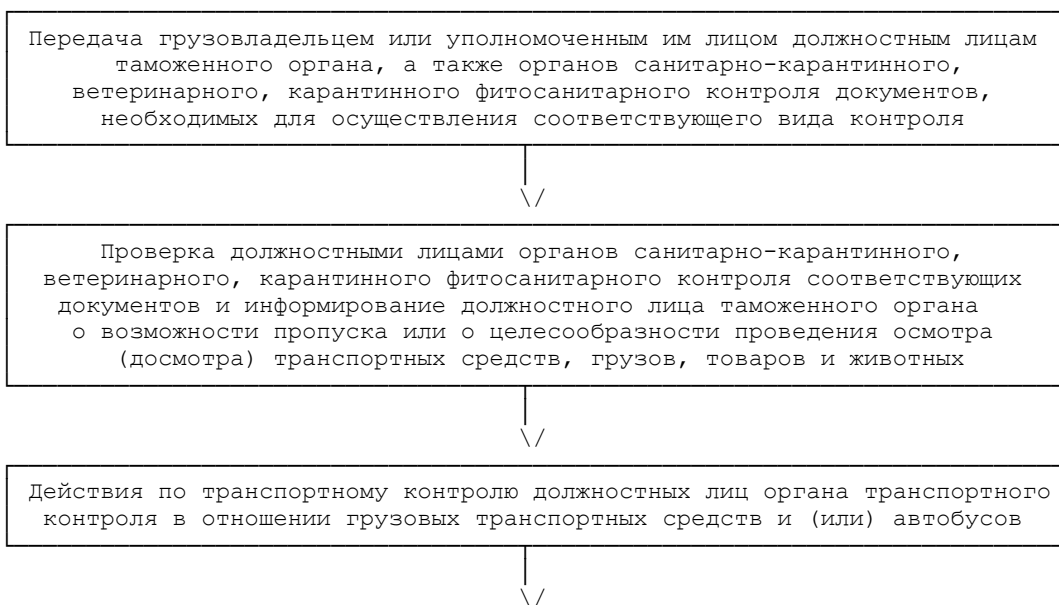 Передача грузовладельцем или уполномоченным им лицом должностным лицам
таможенного органа, а также органов санитарно-карантинного,
ветеринарного, карантинного фитосанитарного контроля документов,
необходимых для осуществления соответствующего вида контроля
Проверка должностными лицами органов санитарно-карантинного,
ветеринарного, карантинного фитосанитарного контроля соответствующих
документов и информирование должностного лица таможенного органа
о возможности пропуска или о целесообразности проведения осмотра
(досмотра) транспортных средств, грузов, товаров и животных
Действия по транспортному контролю должностных лиц органа транспортного
контроля в отношении грузовых транспортных средств и (или) автобусов